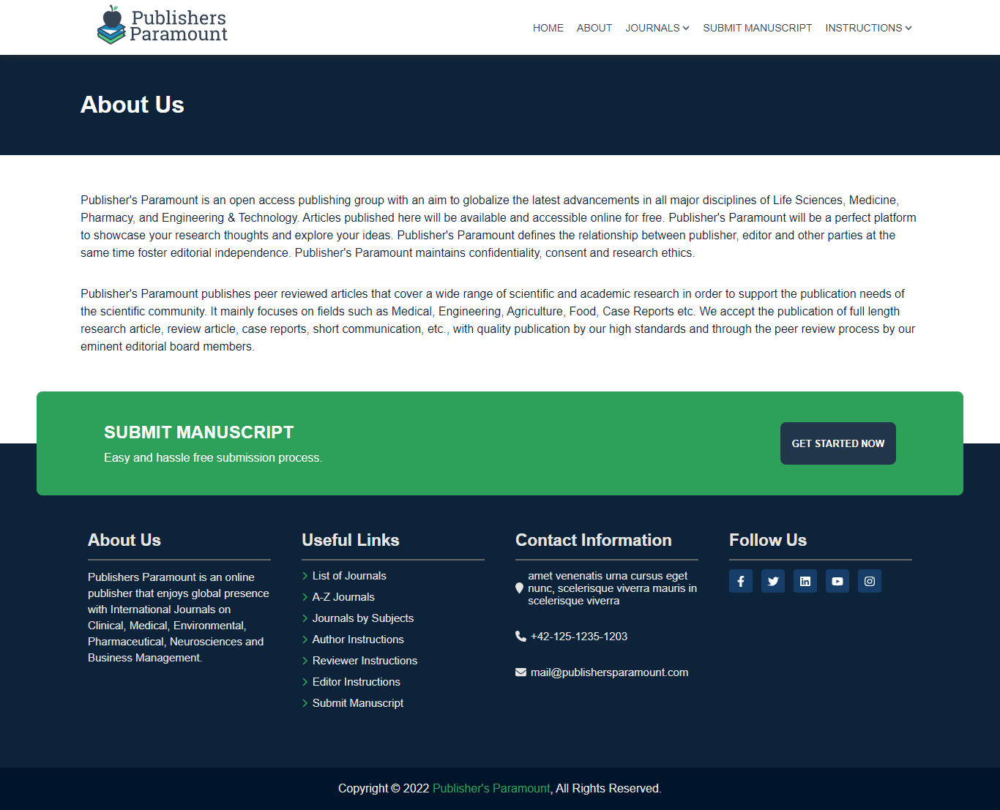 Publishers
Paramount
HOME ABOUT JOURNALS SUBMIT MANUSCRIPT INSTRUCTIONS
About Us
Publisher's Paramount is an open access publishing group with an aim to globalize the latest advancements in all major disciplines of Life Sciences, Medicine,
Pharmacy, and Engineering & Technology. Articles published here will be available and accessible online for free. Publisher's Paramount will be a perfect platform
to showcase your research thoughts and explore your ideas. Publisher's Paramount defines the relationship between publisher, editor and other parties at the
same time foster editorial independence. Publisher's Paramount maintains confidentiality, consent and research ethics.
Publisher's Paramount publishes peer reviewed articles that cover a wide range of scientific and academic research in order to support the publication needs of
the scientific community. It mainly focuses on fields such as Medical, Engineering, Agriculture, Food, Case Reports etc. We accept the publication of full length
research article, review article, case reports, short communication, etc., with quality publication by our high standards and through the peer review process by our
eminent editorial board members.
SUBMIT MANUSCRIPT
Easy and hassle free submission process.
GET STARTED NOW
About Us
Publishers Paramount is an online
publisher that enjoys global presence
with International Journals on
Clinical, Medical, Environmental,
Pharmaceutical, Neurosciences and
Business Management.
Useful Links
List of Journals
A-Z Journals
Journals by Subjects
Author Instructions
Reviewer Instructions
Editor Instructions
Submit Manuscript
Contact Information
amet venenatis urna cursus eget
nunc, scelerisque viverra mauris in
scelerisque viverra
+42-125-1235-1203
mail@publishersparamount.com
Follow Us
Copyright © 2022 Publisher's Paramount, All Rights Reserved.